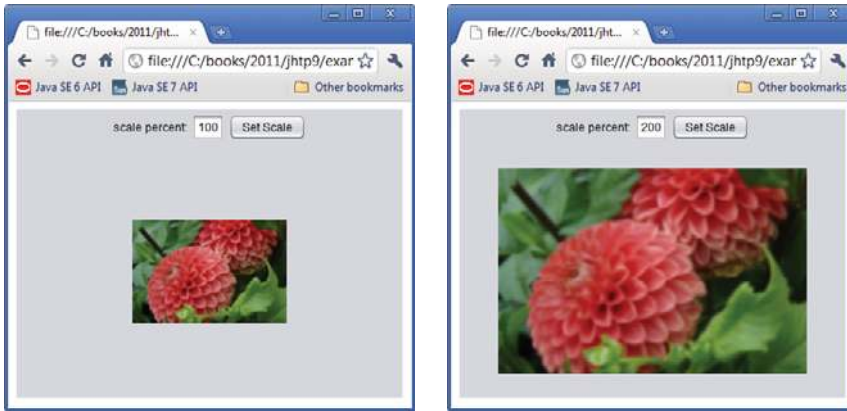 file:///C:/books/2011/jht...
file:///C:/books/2011/jhtp9/exar
Java SE 6 API
Java SE 7 API
Other bookmarks
scale percent: 100 Set Scale
file:///C:/books/2011/jht...
file:///C:/books/2011/jhtp9/exar
Java SE 6 API
Java SE 7 API
Other bookmarks
scale percent: 200 Set Scale